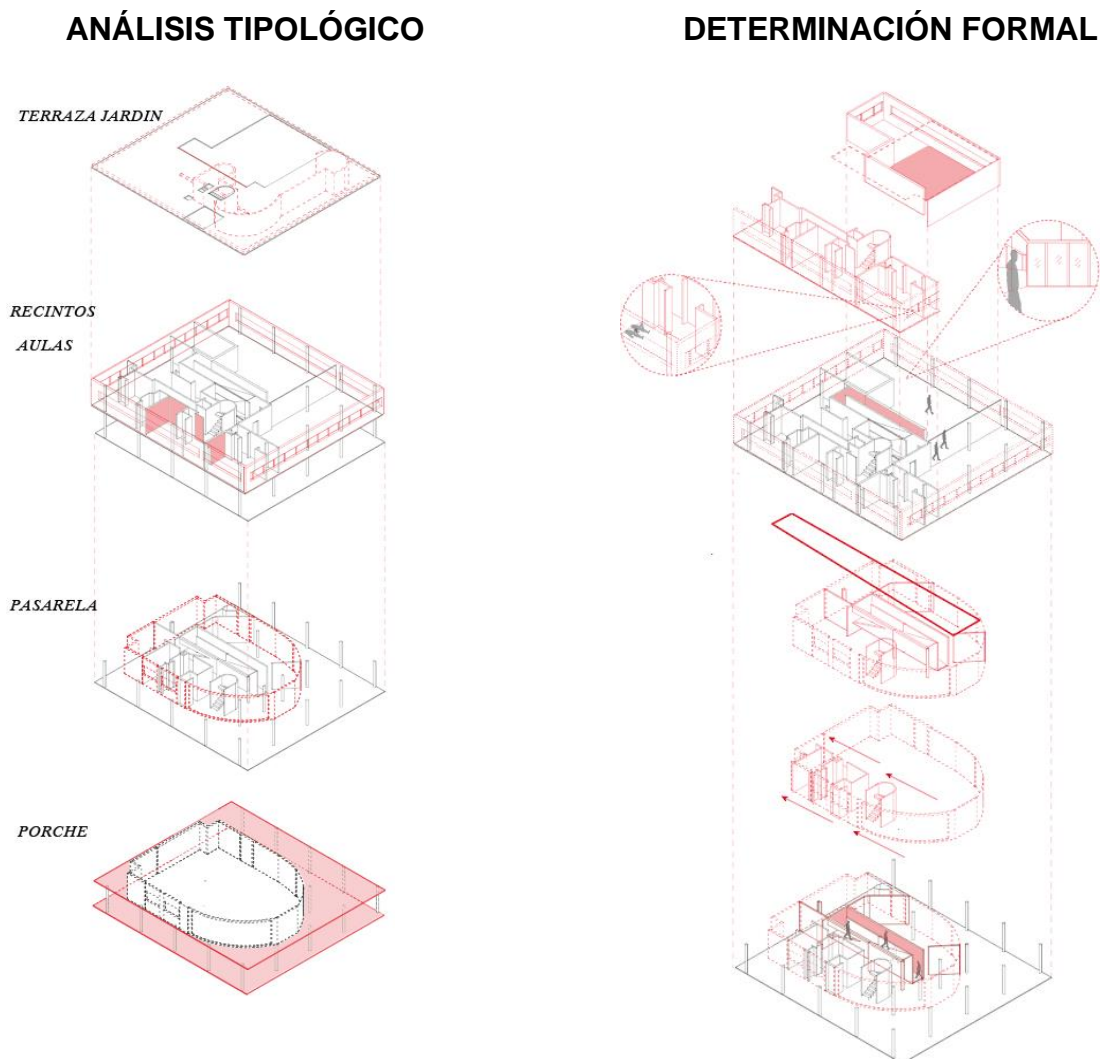 ANÁLISIS TIPOLÓGICO
DETERMINACIÓN FORMAL
TERRAZA JARDIN
RECINTOS
AULAS
PASARELA
PORCHE